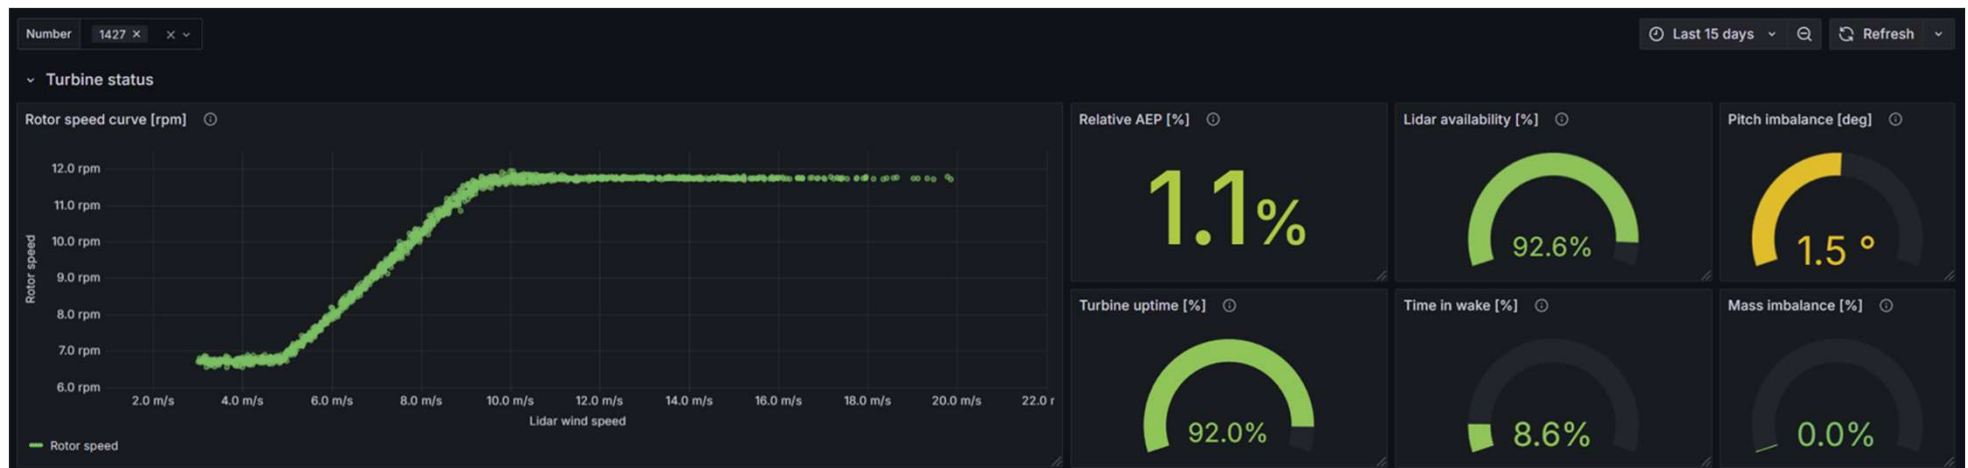 Number 1427 × × Last 15 days Refresh
Turbine status
Rotor speed curve [rpm]
12.0 rpm
11.0 rpm
10.0 rpm
9.0 rpm
8.0 rpm
7.0 rpm
6.0 rpm
Rotor speed
2.0 m/s 4.0 m/s 6.0 m/s 8.0 m/s 10.0 m/s 12.0 m/s 14.0 m/s 16.0 m/s 18.0 m/s 20.0 m/s 22.0 r
Lidar wind speed
Rotor speed
Relative AEP [%]
1.1%
Lidar availability [%]
92.6%
Pitch imbalance [deg]
1.5 °
Turbine uptime [%]
92.0%
Time in wake [%]
8.6%
Mass imbalance [%]
0.0%